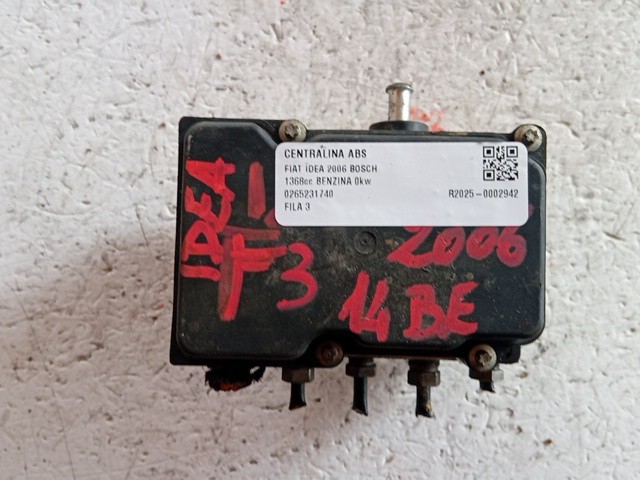 CENTRALINA ABS
FIAT IDEA 2006 BOSCH
1368cc BENZINA 0kw
0265231740
R2025-0002942
FILA 3
IDEA
F3
2006
14 BE